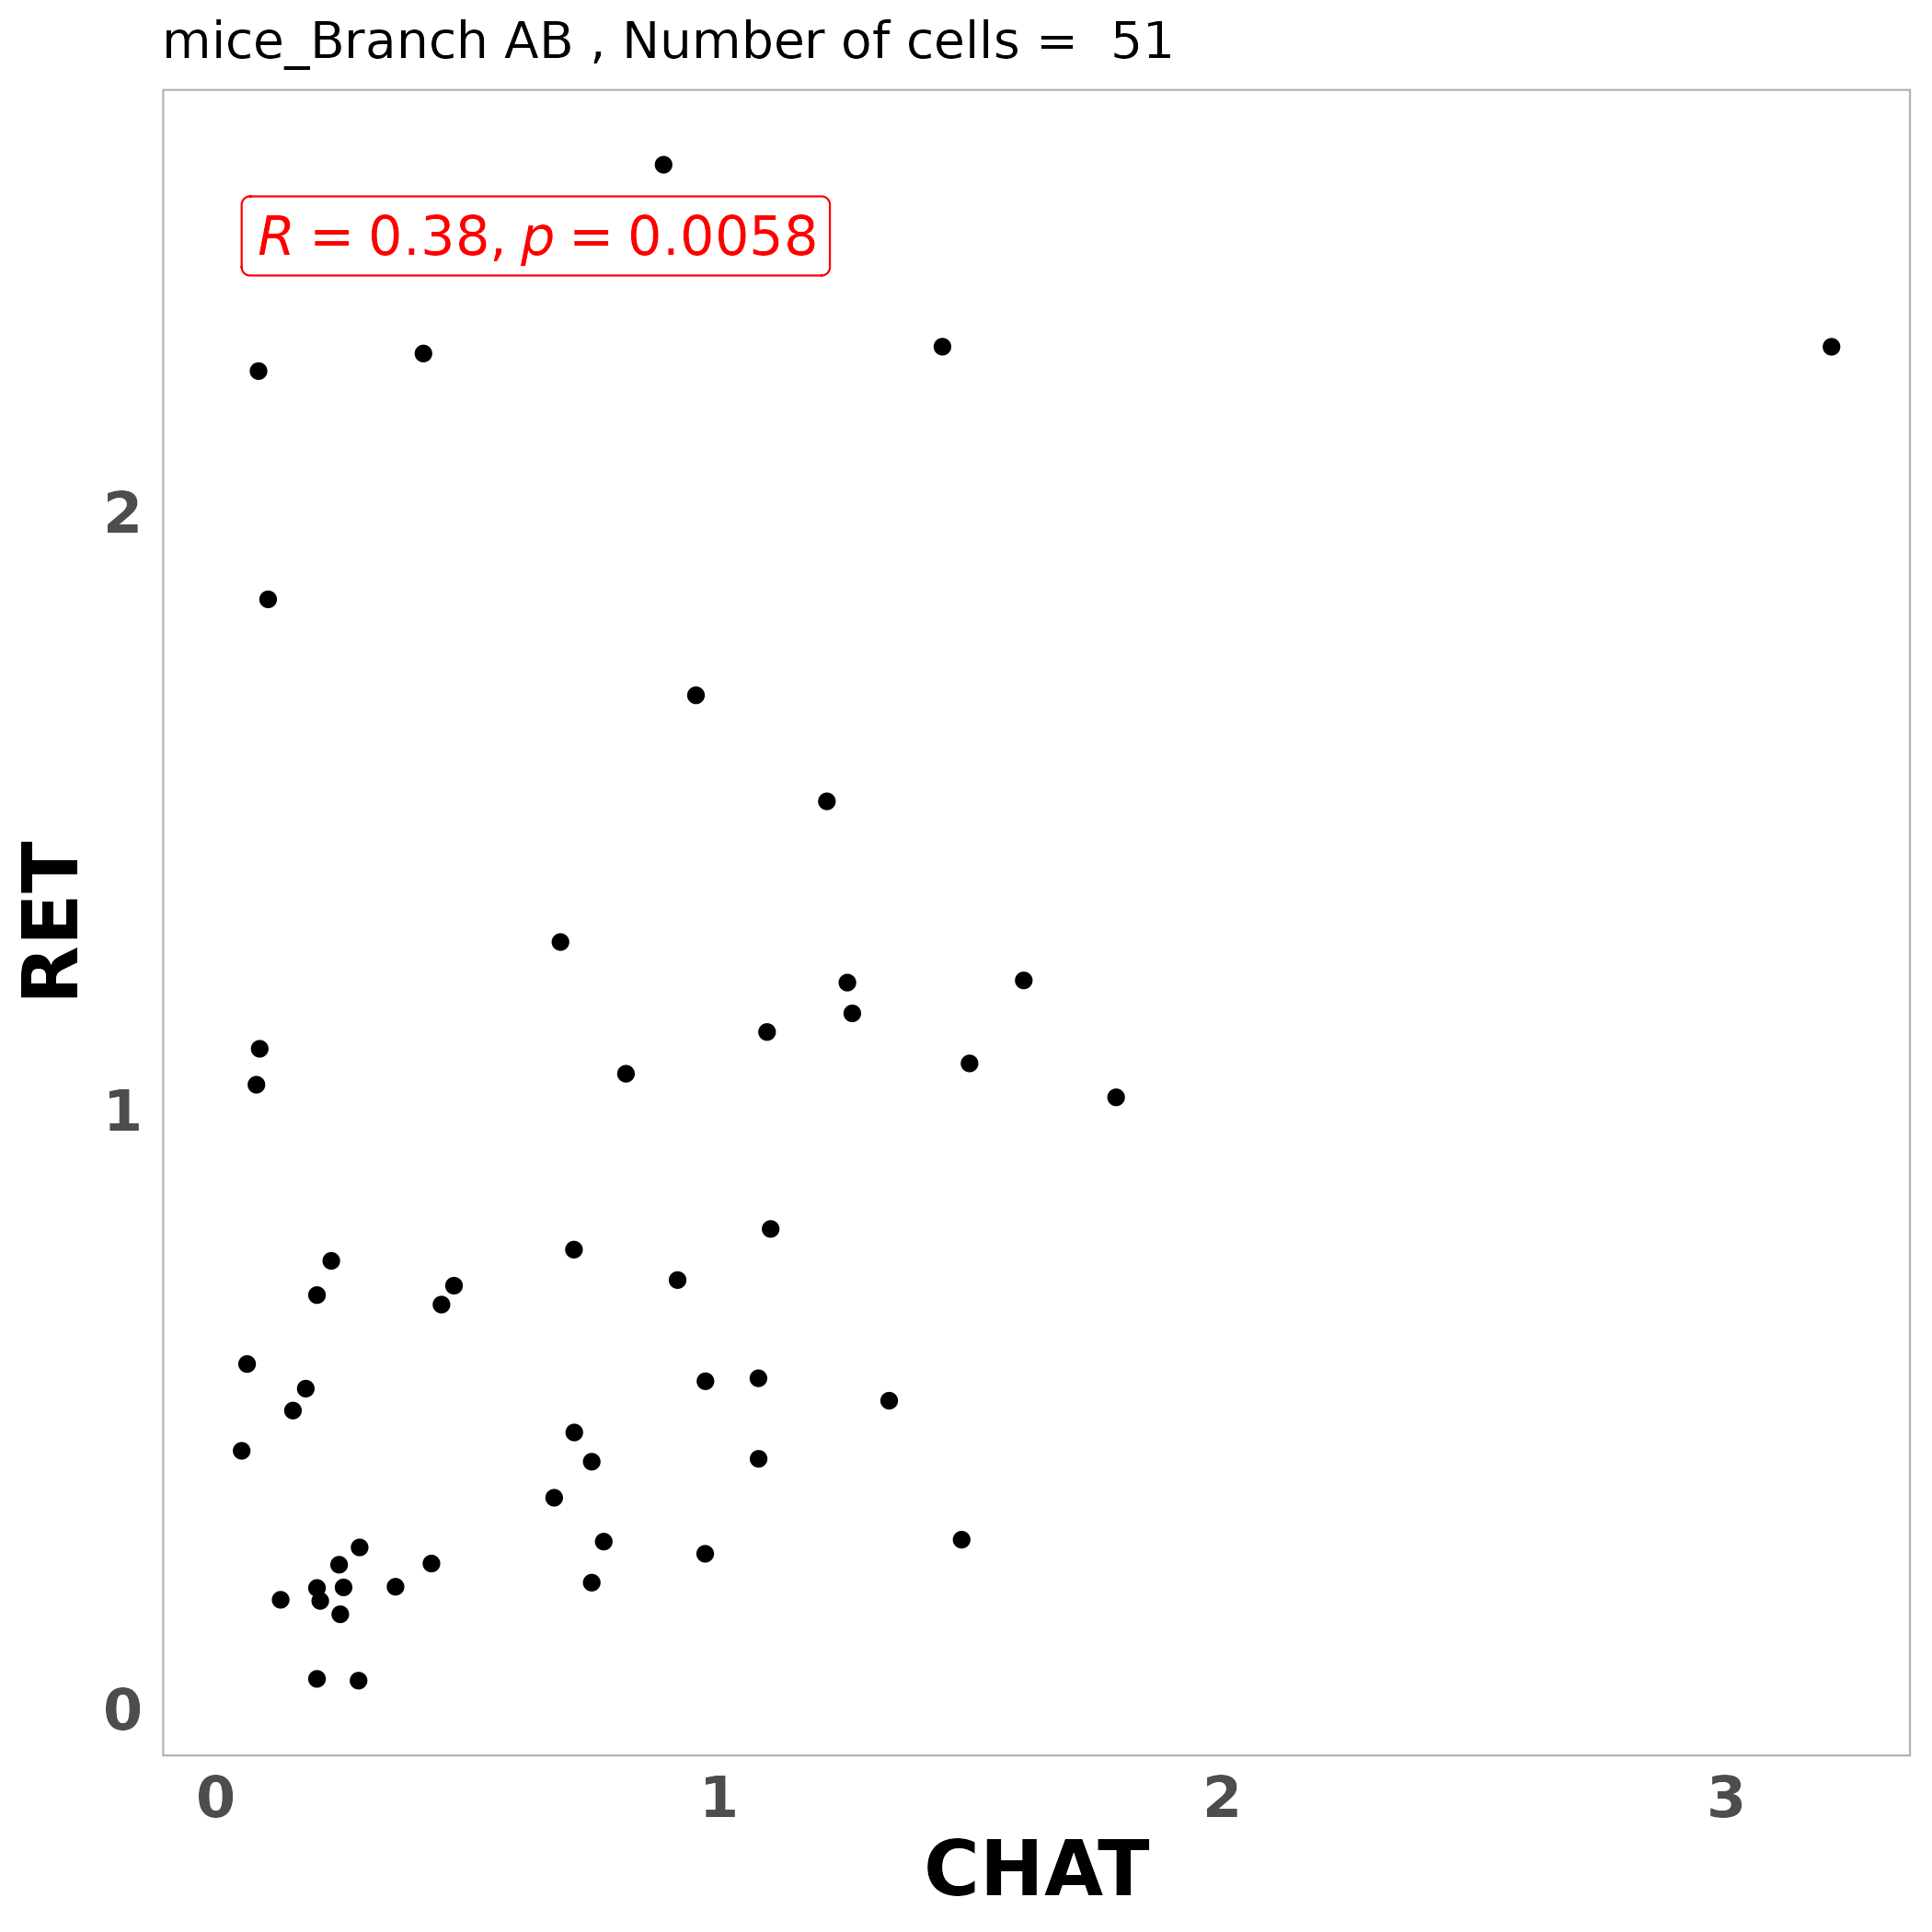 mice_Branch AB , Number of cells =  51
R = 0.38, p = 0.0058
2
1
0
RET
0 1 2 3
CHAT